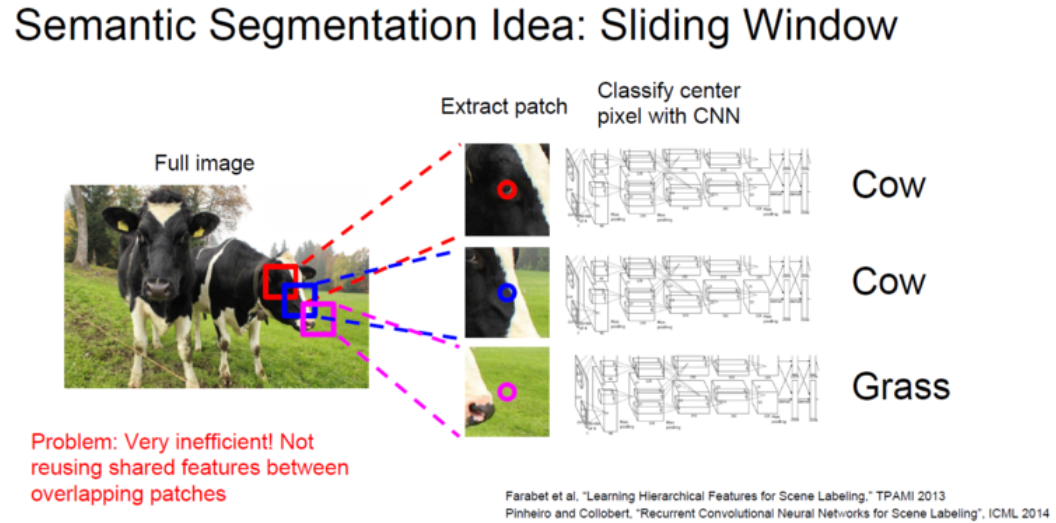 Semantic Segmentation Idea: Sliding Window
Full image
Extract patch
Classify center
pixel with CNN
Cow
Cow
Grass
Problem: Very inefficient! Not
reusing shared features between
overlapping patches
Farabet et al, "Learning Hierarchical Features for Scene Labeling," TPAMI 2013
Pinheiro and Collobert, "Recurrent Convolutional Neural Networks for Scene Labeling", ICML 2014